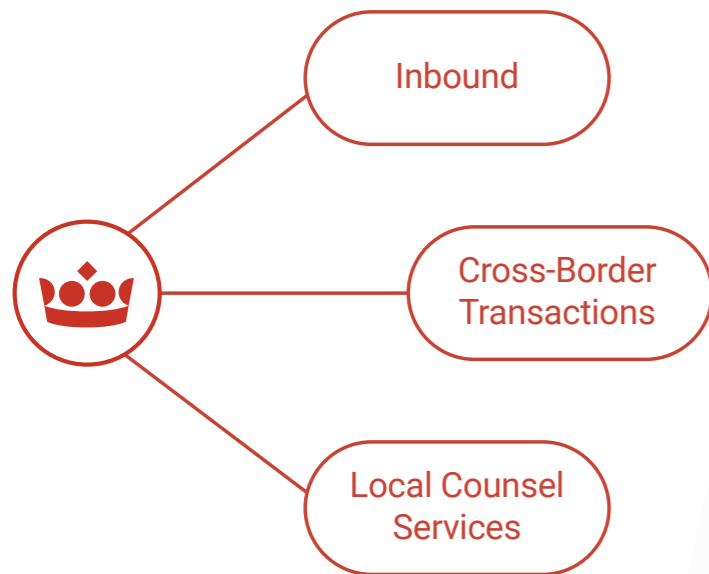 Inbound
Cross-Border
Transactions
Local Counsel
Services